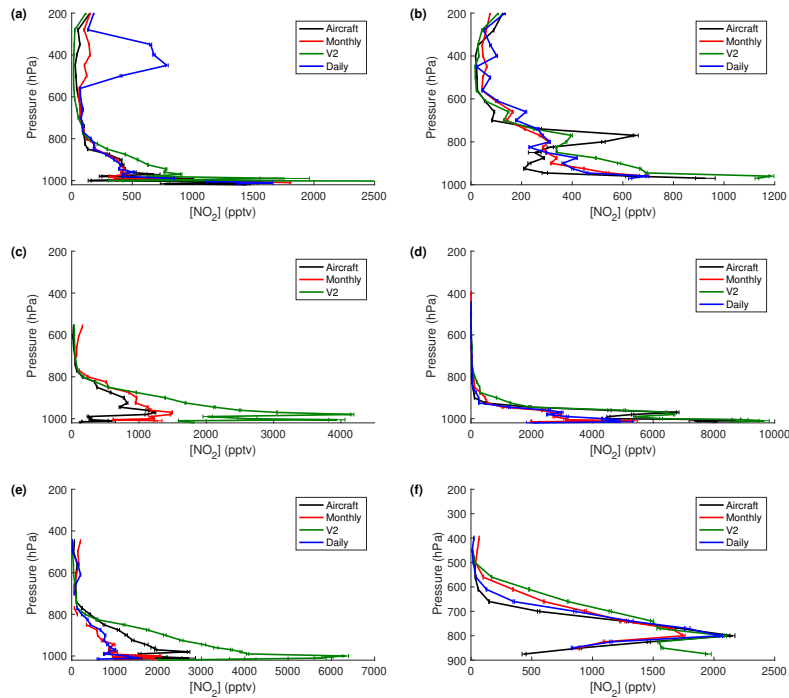 (a)
200
400
600
800
1000
Pressure (hPa)
0 500 1000 1500 2000 2500
[NO2] (pptv)
Aircraft
Monthly
V2
Daily
(b)
200
400
600
800
1000
Pressure (hPa)
0 200 400 600 800 1000 1200
[NO2] (pptv)
Aircraft
Monthly
V2
Daily
(c)
200
400
600
800
1000
Pressure (hPa)
0 1000 2000 3000 4000
[NO2] (pptv)
Aircraft
Monthly
V2
(d)
200
400
600
800
1000
Pressure (hPa)
0 2000 4000 6000 8000 10000
[NO2] (pptv)
Aircraft
Monthly
V2
Daily
(e)
200
400
600
800
1000
Pressure (hPa)
0 1000 2000 3000 4000 5000 6000 7000
[NO2] (pptv)
Aircraft
Monthly
V2
Daily
(f)
200
300
400
500
600
700
800
900
Pressure (hPa)
0 500 1000 1500 2000 2500
[NO2] (pptv)
Aircraft
Monthly
V2
Daily